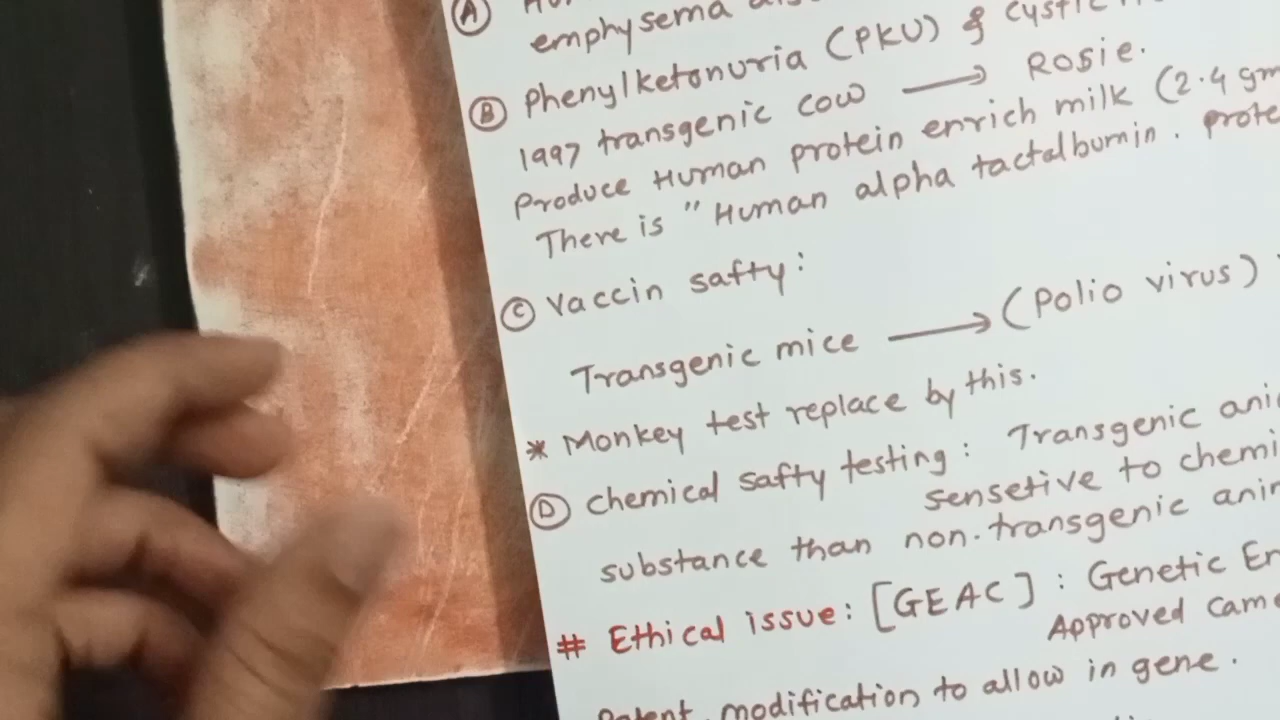 (A)
emphysema
(B) Phenylketonuria (PKU) & cystic
1997 transgenic cow → Rosie.
Produce Human protein enrich milk (2.4 gm
There is " Human alpha tactalbumin. prote
(C) Vaccin safty:
Transgenic mice → (Polio virus)
* Monkey test replace by this.
(D) chemical safty testing: Transgenic ani
sensetive to chemi
substance than non.transgenic ani
# Ethical issue: [GEAC] : Genetic En
Approved Came
modification to allow in gene.